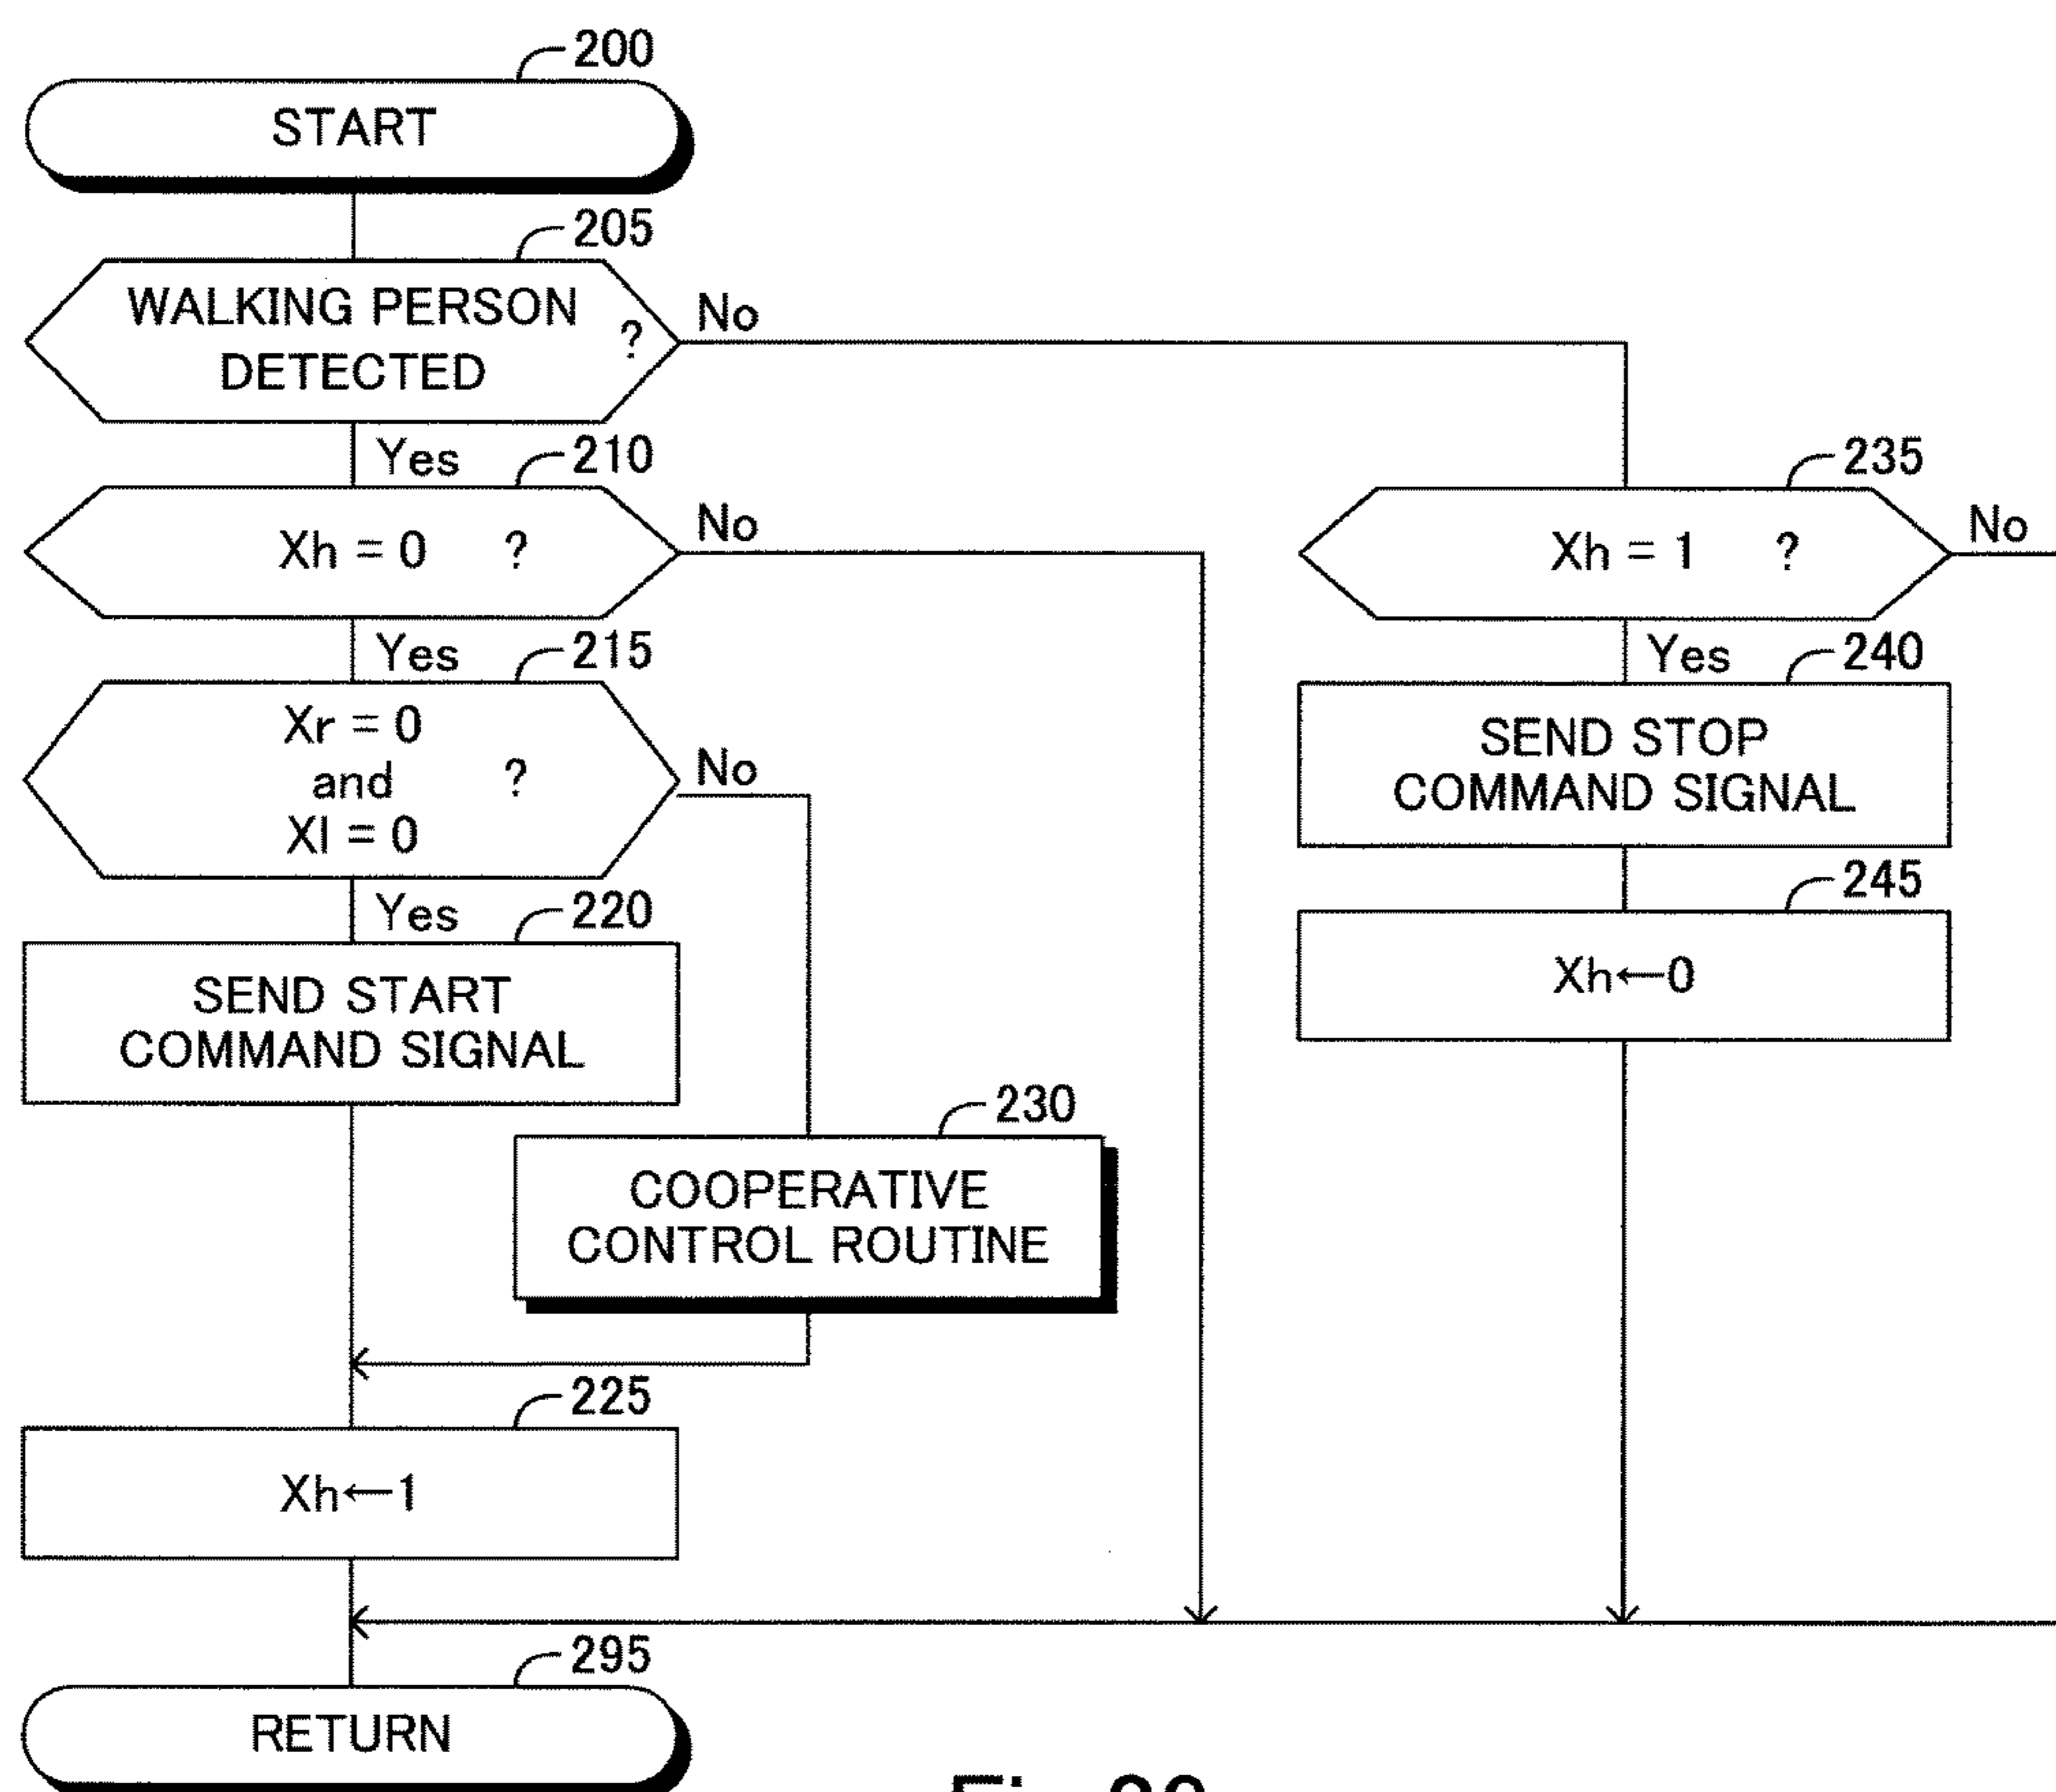 200
START
205
WALKING PERSON
DETECTED
?
No
Yes
210
235
Xh = 0 ?
No
Xh = 1 ?
No
Yes
215
Yes
240
Xr = 0
and ?
Xl = 0
No
SEND STOP
COMMAND SIGNAL
Yes
220
245
SEND START
COMMAND SIGNAL
Xh←0
230
COOPERATIVE
CONTROL ROUTINE
225
Xh←1
295
RETURN